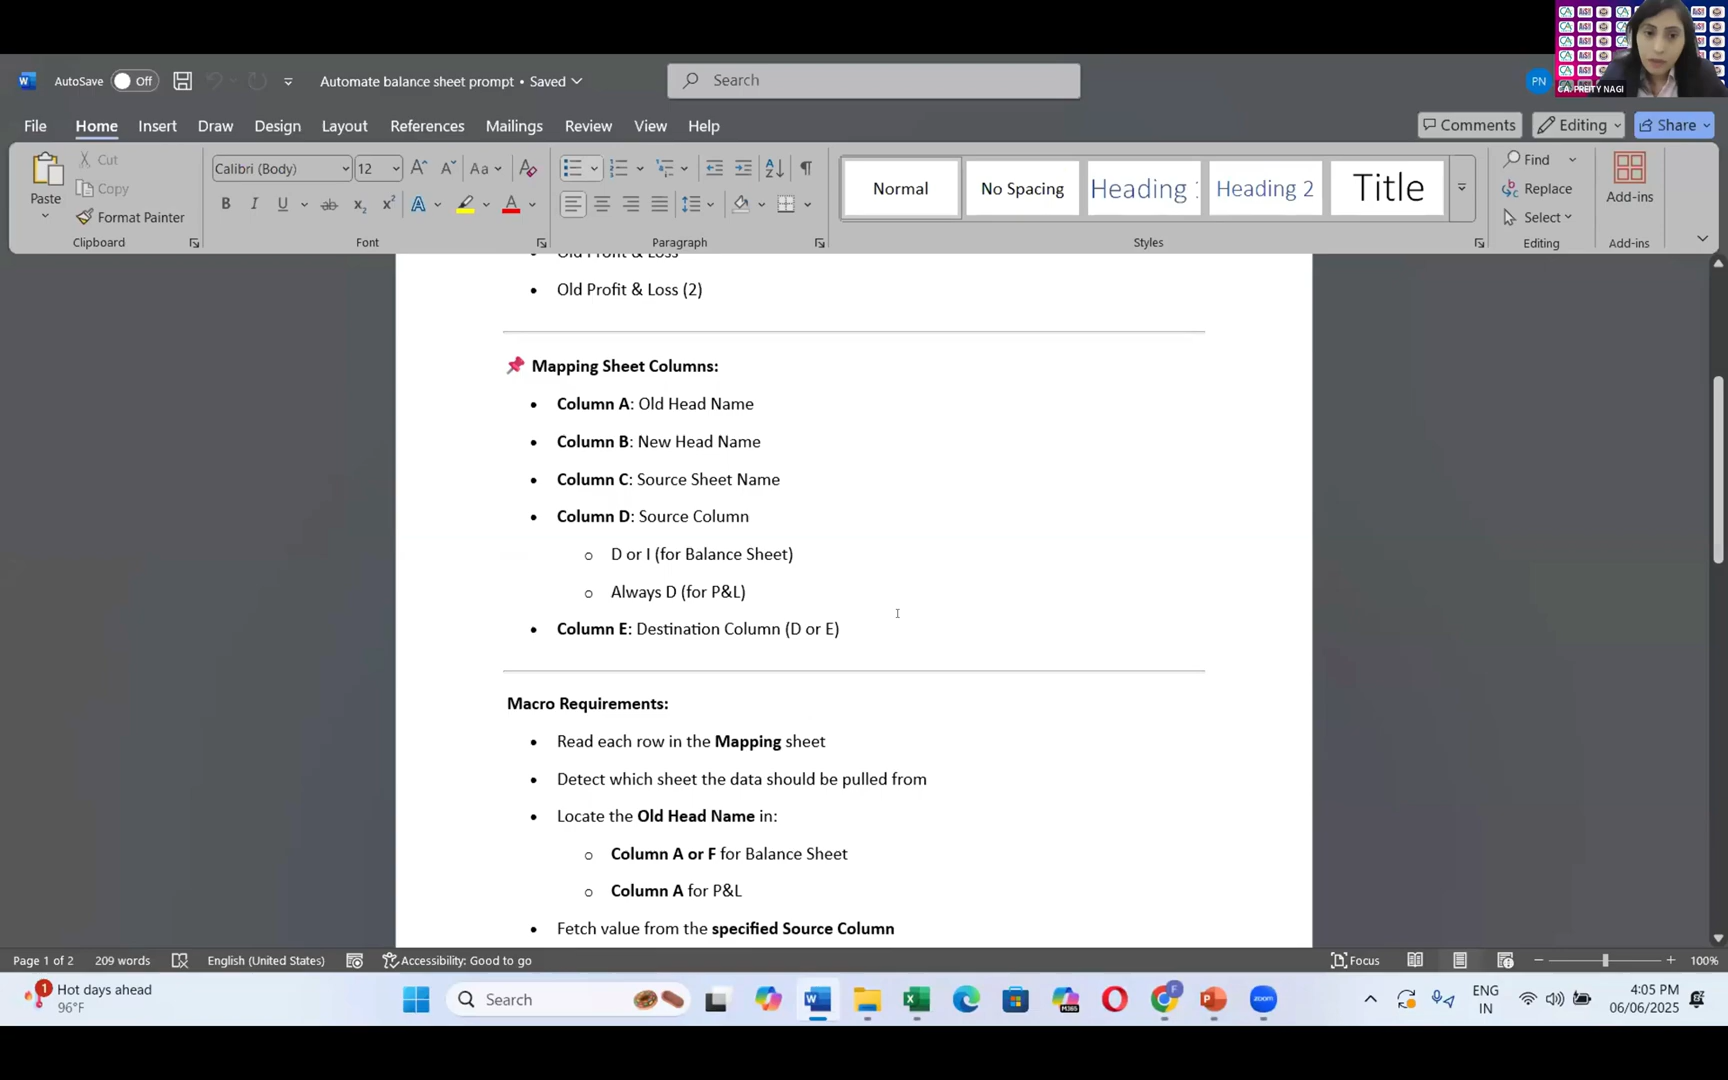 CA. PREITY NAGI
AutoSave Off
Automate balance sheet prompt • Saved
Search
PN
File Home Insert Draw Design Layout References Mailings Review View Help
Comments Editing Share
Paste
Cut
Copy
Format Painter
Clipboard
Calibri (Body) 12
Font
Paragraph
Normal
No Spacing
Heading
Heading 2
Title
Styles
Find
Replace
Select
Editing
Add-ins
Add-ins
Old Profit & Loss
• Old Profit & Loss (2)
Mapping Sheet Columns:
• Column A: Old Head Name
• Column B: New Head Name
• Column C: Source Sheet Name
• Column D: Source Column
o D or I (for Balance Sheet)
o Always D (for P&L)
• Column E: Destination Column (D or E)
Macro Requirements:
• Read each row in the Mapping sheet
• Detect which sheet the data should be pulled from
• Locate the Old Head Name in:
o Column A or F for Balance Sheet
o Column A for P&L
• Fetch value from the specified Source Column
Page 1 of 2 209 words English (United States) Accessibility: Good to go Focus 100%
1
Hot days ahead
96°F
Search
zoom
ENG
IN
4:05 PM
06/06/2025